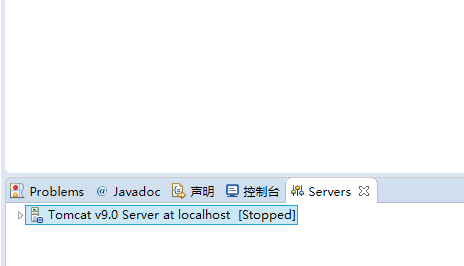 Problems @ Javadoc 声明 控制台 Servers
Tomcat v9.0 Server at localhost [Stopped]